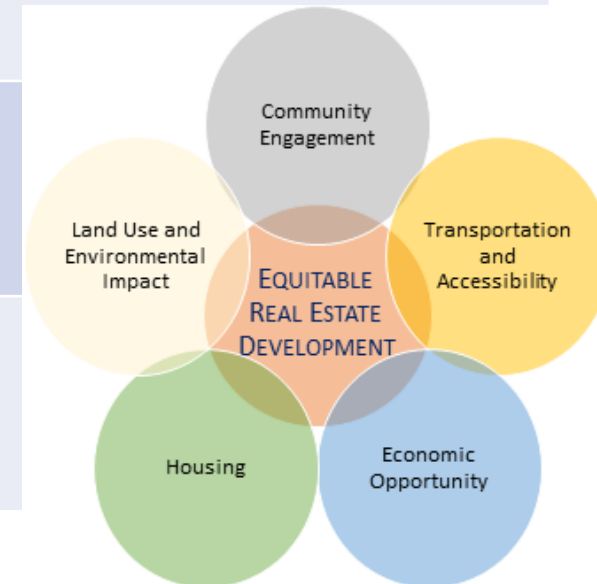 Community
Engagement
Land Use and
Environmental
Impact
Transportation
and
Accessibility
EQUITABLE
REAL ESTATE
DEVELOPMENT
Housing
Economic
Opportunity